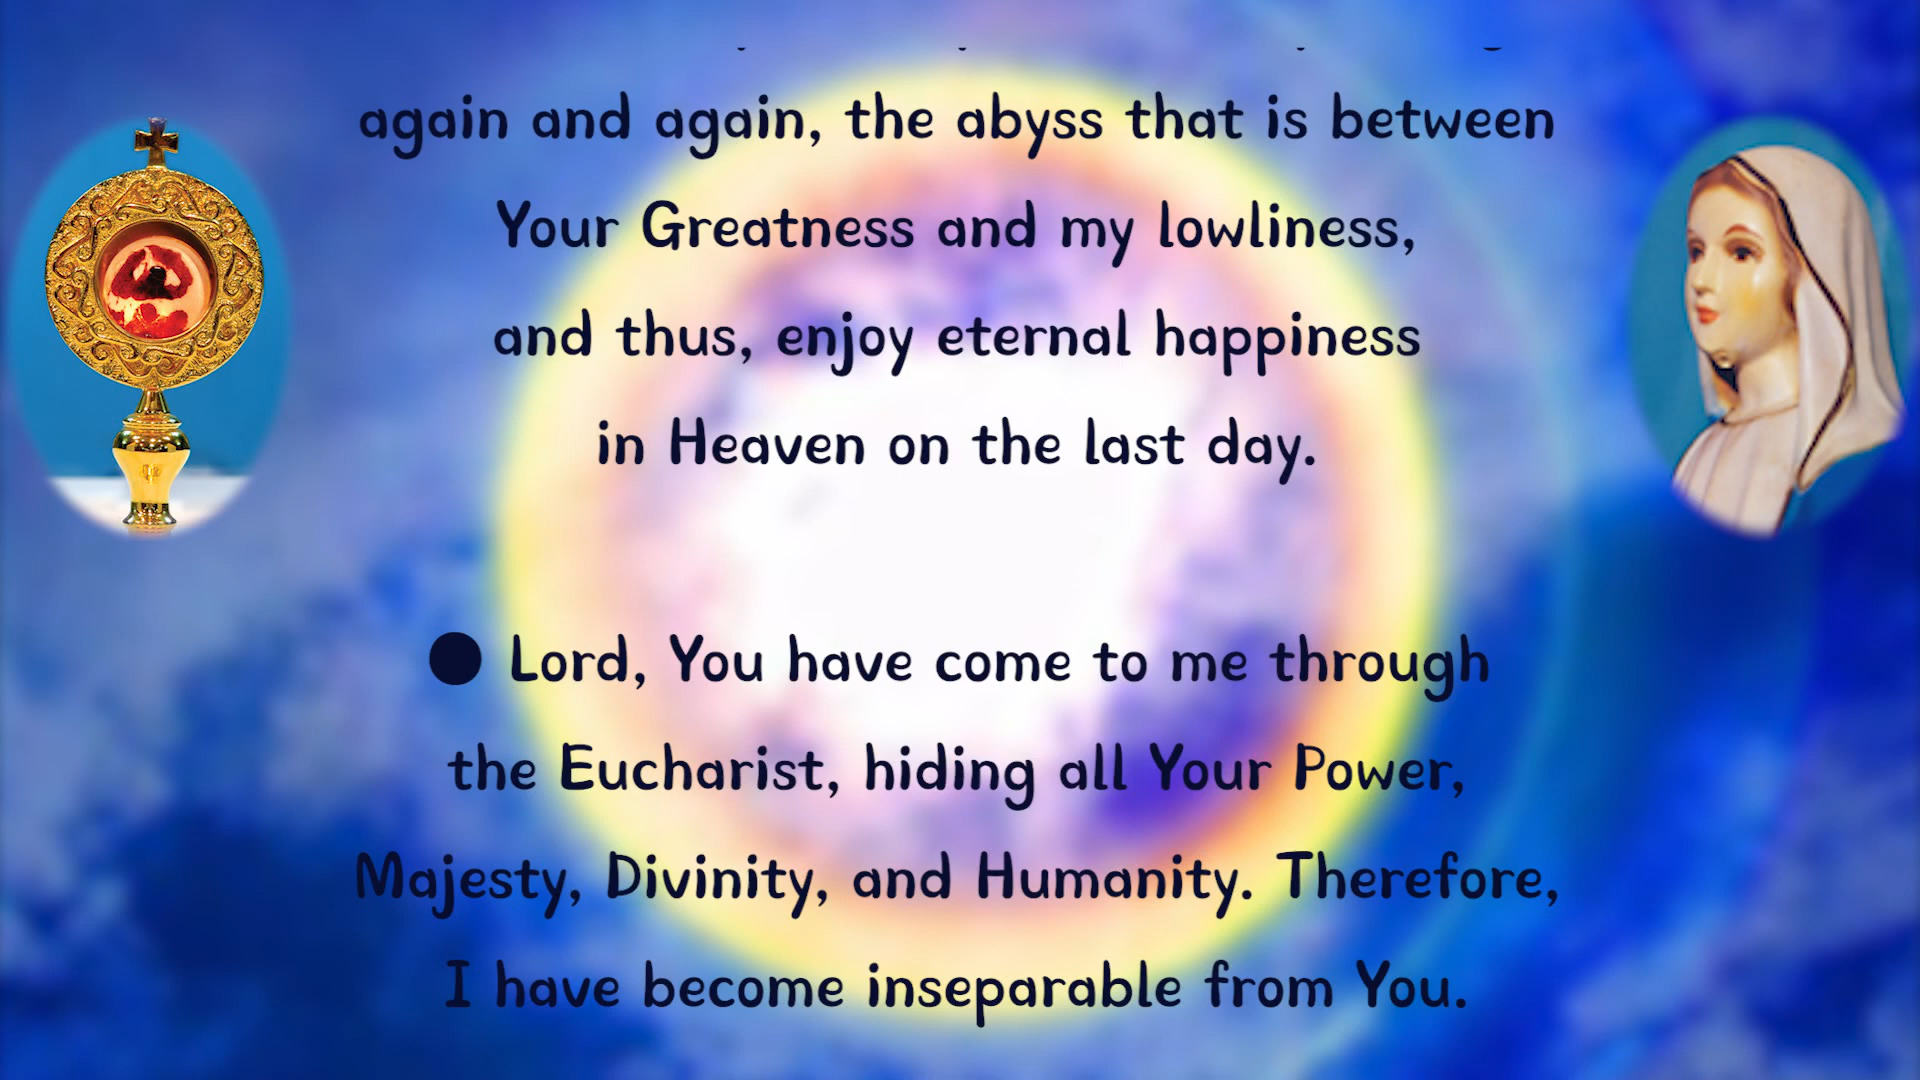 again and again, the abyss that is between
Your Greatness and my lowliness,
and thus, enjoy eternal happiness
in Heaven on the last day.
● Lord, You have come to me through
the Eucharist, hiding all Your Power,
Majesty, Divinity, and Humanity. Therefore,
I have become inseparable from You.